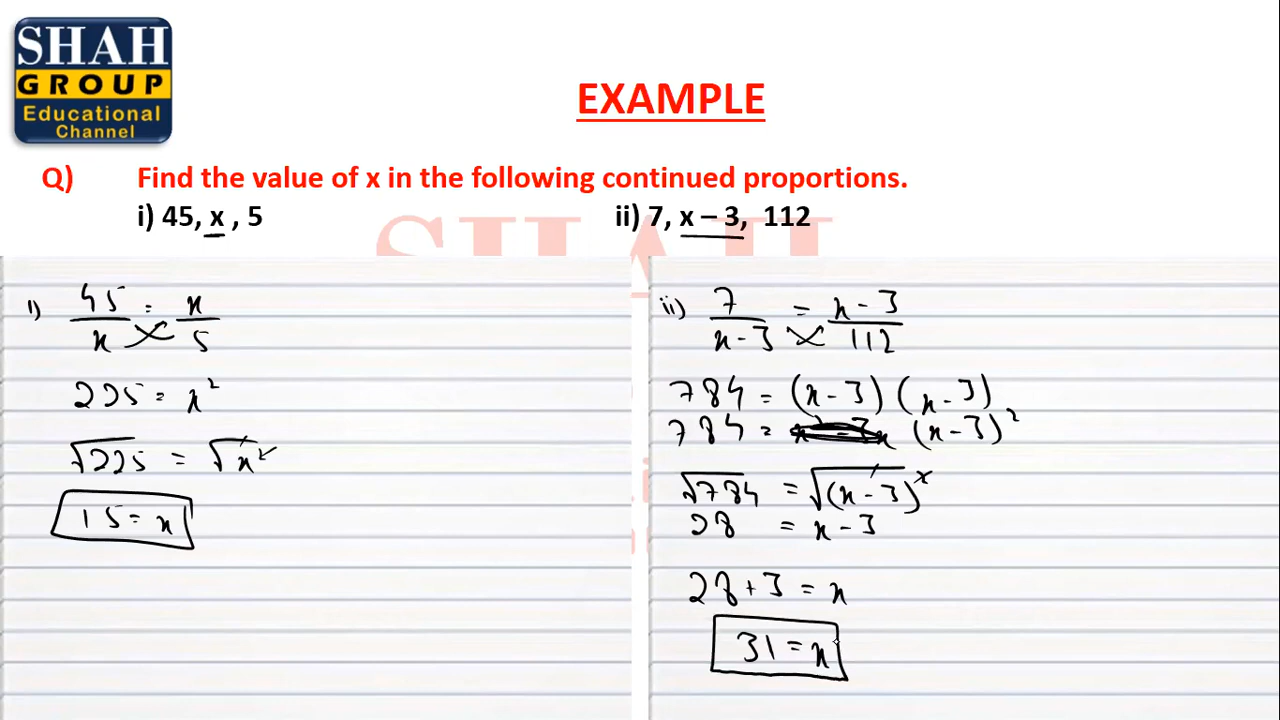 SHAH
GROUP
Educational
Channel
EXAMPLE
Q) Find the value of x in the following continued proportions.
i) 45, x , 5
ii) 7, x – 3, 112
SHAH
i) 45/x = x/5
225 = x²
√225 = √x²
15 = x
ii) 7/x-3 = x-3/112
784 = (x-3)(x-3)
784 = (x-3)²
√784 = √(x-3)²
28 = x-3
28+3 = x
31 = x